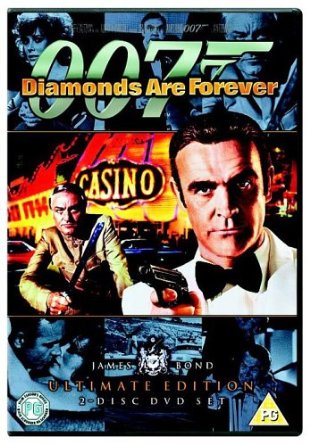 007
Diamonds Are Forever
CASINO
JAMES BOND
ULTIMATE EDITION
2-DISC DVD SET
PG
PG